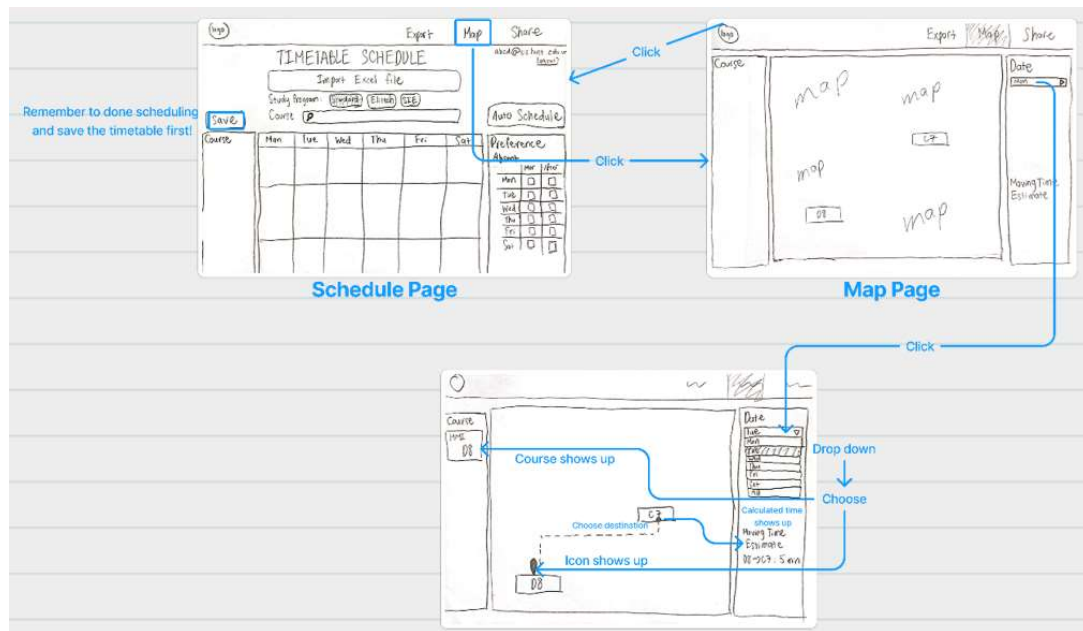 logo
Export Map Share
TIMETABLE SCHEDULE
Import Excel file
Study Program: Standard
Course
Save
Auto Schedule
Course
Mon Tue Wed Thu Fri Sat
Preference
Mon
Tue
Wed
Thu
Fri
Sat
Remember to done scheduling
and save the timetable first!
Click
Click
Schedule Page
logo
Export Map Share
Course
map
map
C7
map
D8
map
Date
Mon
Moving Time
Estimate
Map Page
Click
Course
D8
Date
Tue
Mon
Tue
Wed
Thu
Fri
Sat
Drop down
Choose
Course shows up
Choose destination
C7
Icon shows up
D8
Calculated time
shows up
Moving Time
Estimate
D8->C7 : 5 min